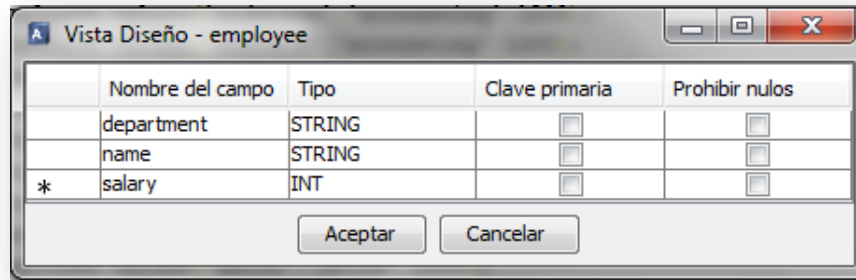 Vista Diseño - employee
Nombre del campo Tipo Clave primaria Prohibir nulos
department STRING
name STRING
* salary INT
Aceptar Cancelar